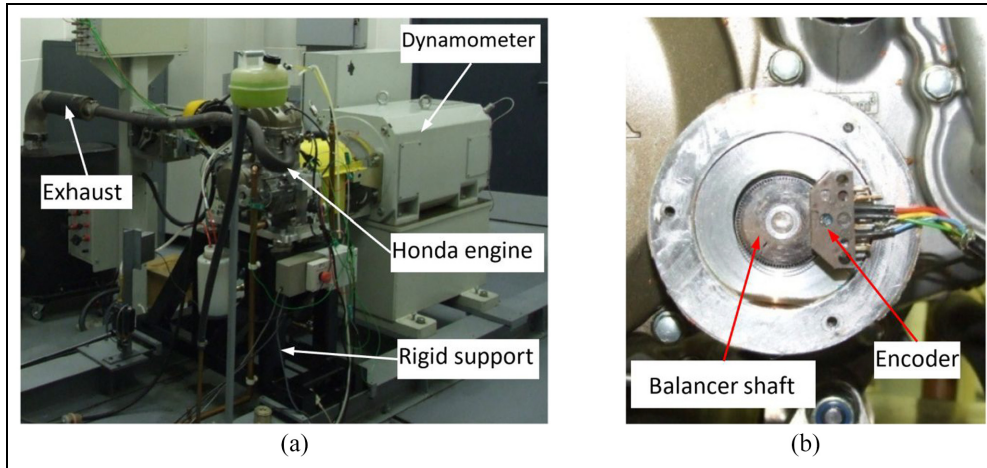 Dynamometer
Exhaust
Honda engine
Rigid support
Encoder
Balancer shaft
(a)
(b)